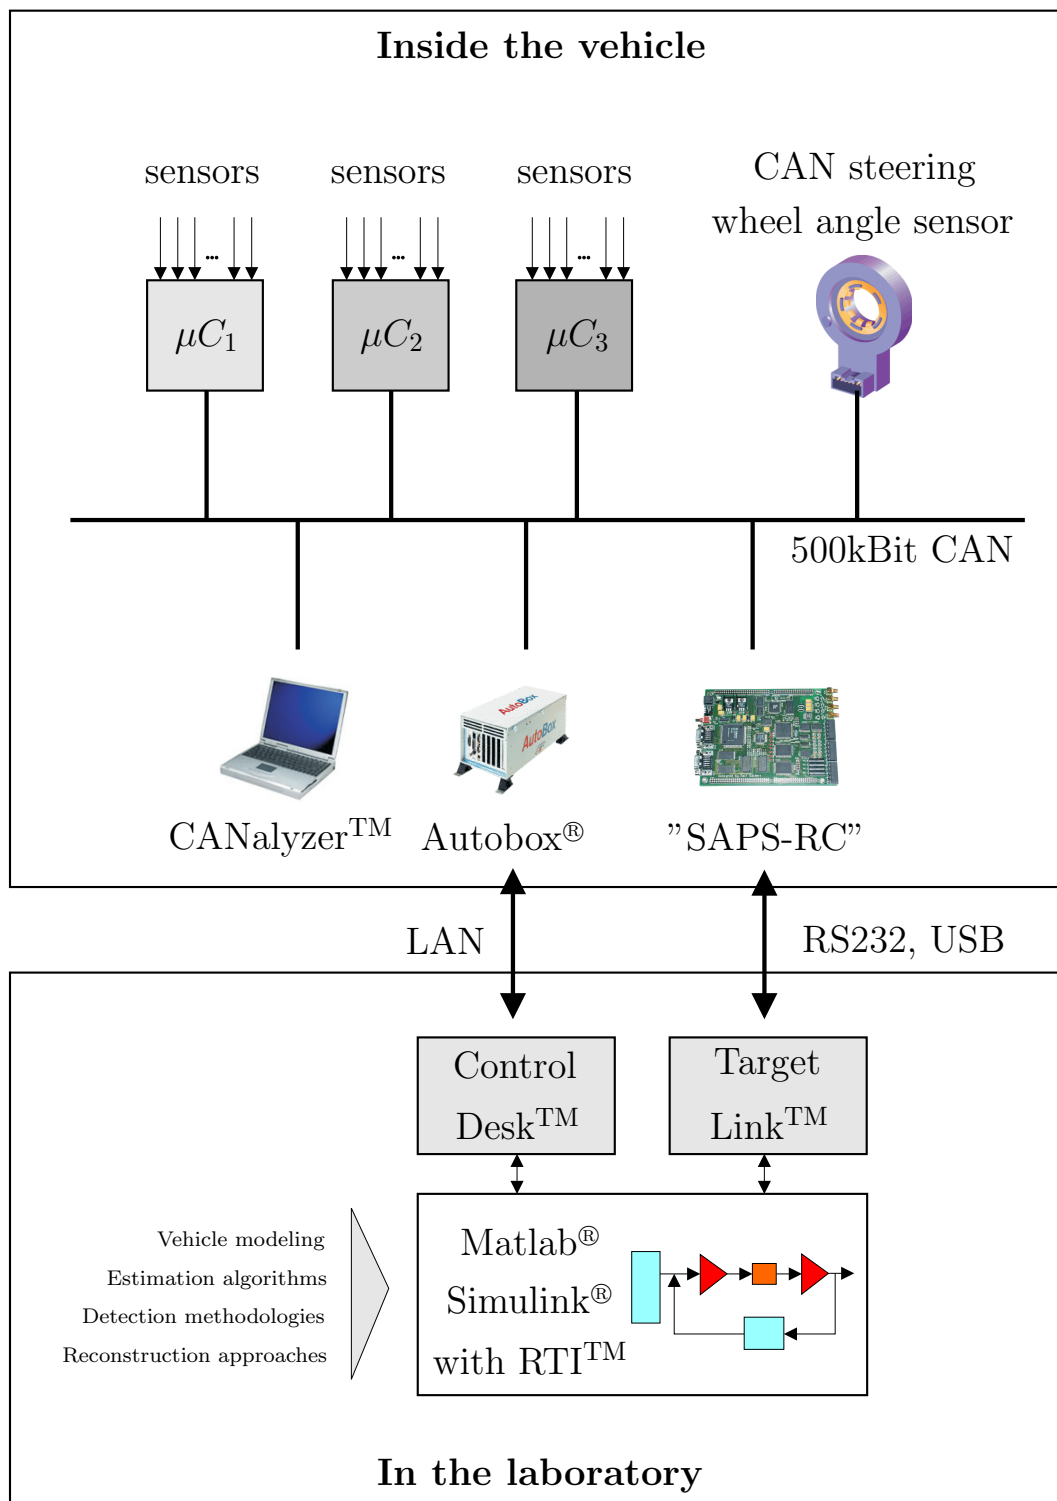 Inside the vehicle
sensors sensors sensors
CAN steering
wheel angle sensor
... ... ...
μC1 μC2 μC3
500kBit CAN
AutoBox
AutoBox
CANalyzer™ Autobox® ”SAPS-RC”
LAN
RS232, USB
Control
Desk™
Target
Link™
Matlab®
Simulink®
with RTI™
Vehicle modeling
Estimation algorithms
Detection methodologies
Reconstruction approaches
In the laboratory